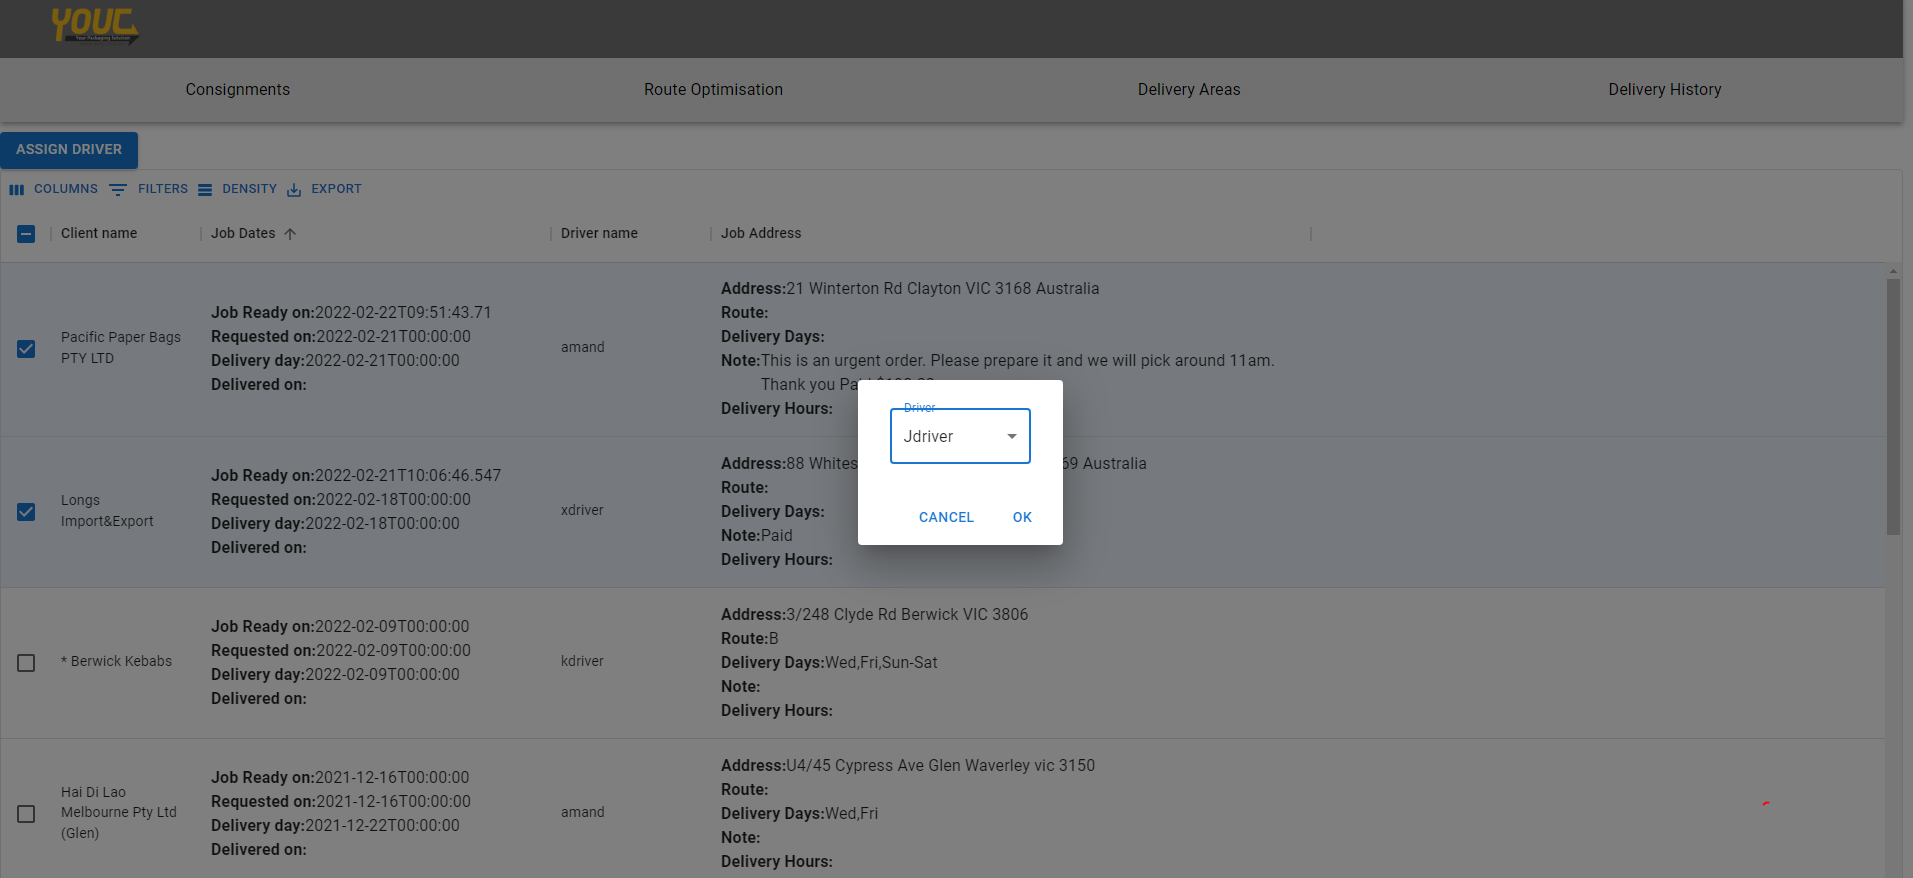 YOUC
Your Packaging Solution
Consignments
Route Optimisation
Delivery Areas
Delivery History
ASSIGN DRIVER
COLUMNS
FILTERS
DENSITY
EXPORT
Client name
Job Dates
Driver name
Job Address
Pacific Paper Bags
PTY LTD
Job Ready on:2022-02-22T09:51:43.71
Requested on:2022-02-21T00:00:00
Delivery day:2022-02-21T00:00:00
Delivered on:
amand
Address:21 Winterton Rd Clayton VIC 3168 Australia
Route:
Delivery Days:
Note:This is an urgent order. Please prepare it and we will pick around 11am.
Thank you
Delivery Hours:
Driver
Jdriver
CANCEL
OK
Longs
Import&Export
Job Ready on:2022-02-21T10:06:46.547
Requested on:2022-02-18T00:00:00
Delivery day:2022-02-18T00:00:00
Delivered on:
xdriver
Address:88 Australia
Route:
Delivery Days:
Note:Paid
Delivery Hours:
* Berwick Kebabs
Job Ready on:2022-02-09T00:00:00
Requested on:2022-02-09T00:00:00
Delivery day:2022-02-09T00:00:00
Delivered on:
kdriver
Address:3/248 Clyde Rd Berwick VIC 3806
Route:B
Delivery Days:Wed,Fri,Sun-Sat
Note:
Delivery Hours:
Hai Di Lao
Melbourne Pty Ltd
(Glen)
Job Ready on:2021-12-16T00:00:00
Requested on:2021-12-16T00:00:00
Delivery day:2021-12-22T00:00:00
Delivered on:
amand
Address:U4/45 Cypress Ave Glen Waverley vic 3150
Route:
Delivery Days:Wed,Fri
Note:
Delivery Hours: